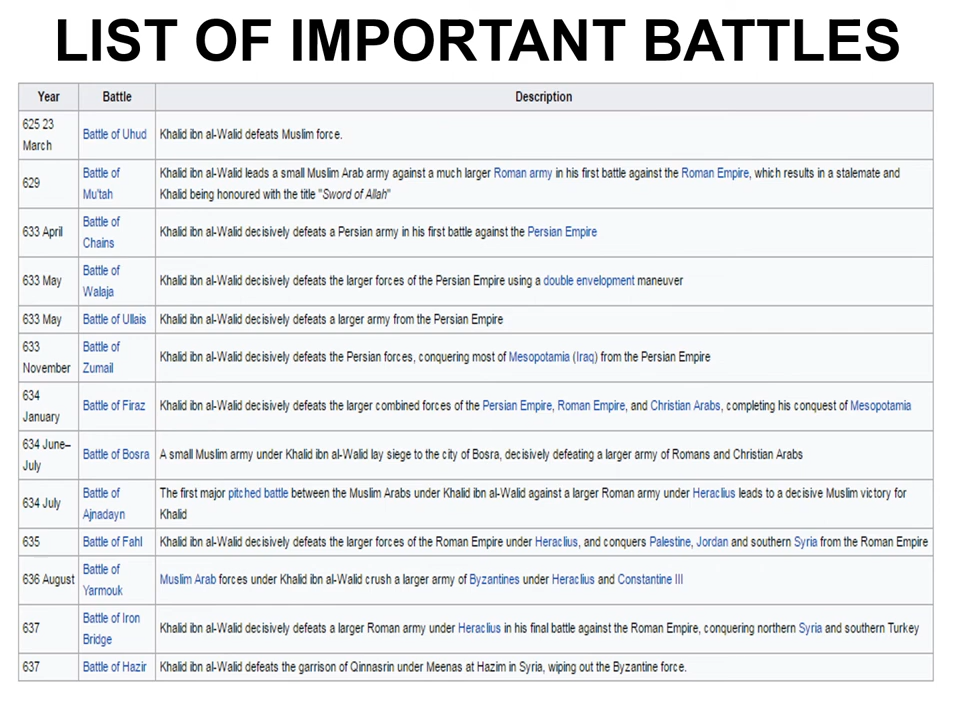 LIST OF IMPORTANT BATTLES
Year Battle Description
625 23 March Battle of Uhud Khalid ibn al-Walid defeats Muslim force.
629 Battle of Mu'tah Khalid ibn al-Walid leads a small Muslim Arab army against a much larger Roman army in his first battle against the Roman Empire, which results in a stalemate and
Khalid being honoured with the title "Sword of Allah"
633 April Battle of Chains Khalid ibn al-Walid decisively defeats a Persian army in his first battle against the Persian Empire
633 May Battle of Walaja Khalid ibn al-Walid decisively defeats the larger forces of the Persian Empire using a double envelopment maneuver
633 May Battle of Ullais Khalid ibn al-Walid decisively defeats a larger army from the Persian Empire
633 November Battle of Zumail Khalid ibn al-Walid decisively defeats the Persian forces, conquering most of Mesopotamia (Iraq) from the Persian Empire
634 January Battle of Firaz Khalid ibn al-Walid decisively defeats the larger combined forces of the Persian Empire, Roman Empire, and Christian Arabs, completing his conquest of Mesopotamia
634 June–July Battle of Bosra A small Muslim army under Khalid ibn al-Walid lay siege to the city of Bosra, decisively defeating a larger army of Romans and Christian Arabs
634 July Battle of Ajnadayn The first major pitched battle between the Muslim Arabs under Khalid ibn al-Walid against a larger Roman army under Heraclius leads to a decisive Muslim victory for
Khalid
635 Battle of Fahl Khalid ibn al-Walid decisively defeats the larger forces of the Roman Empire under Heraclius, and conquers Palestine, Jordan and southern Syria from the Roman Empire
636 August Battle of Yarmouk Muslim Arab forces under Khalid ibn al-Walid crush a larger army of Byzantines under Heraclius and Constantine III
637 Battle of Iron Bridge Khalid ibn al-Walid decisively defeats a larger Roman army under Heraclius in his final battle against the Roman Empire, conquering northern Syria and southern Turkey
637 Battle of Hazir Khalid ibn al-Walid defeats the garrison of Qinnasrin under Meenas at Hazim in Syria, wiping out the Byzantine force.